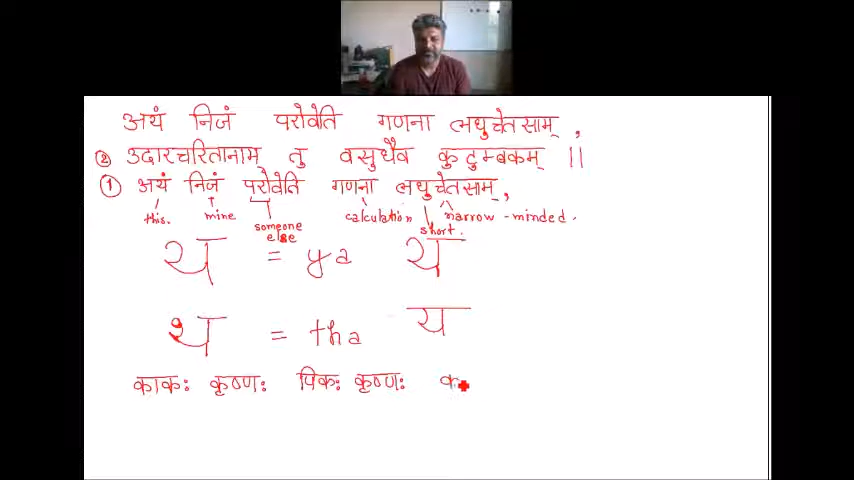 अयं निजं परोवेति गणना लघुचेतसाम्,
② उदारचरितानाम् तु वसुधैव कुटुम्बकम् ||
① अयं निजं परोवेति गणना लघुचेतसाम्,
this. mine someone else calculation short. narrow-minded.
य = ya य
थ = tha य
काकः कृष्णः पिकः कृष्णः क